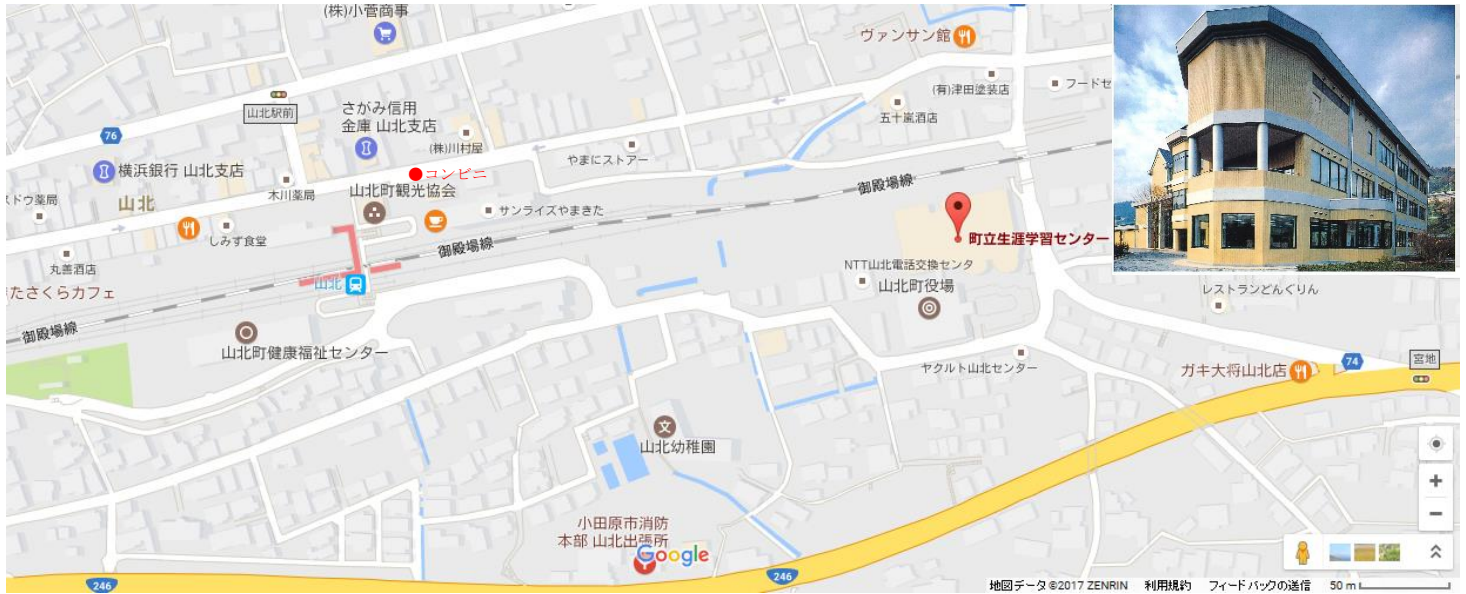 (株)小菅商事
ヴァンサン館
(有)津田塗装店
フードセ
山北駅前
さがみ信用
金庫 山北支店
五十嵐酒店
76
(株)川村屋
やまにストアー
横浜銀行 山北支店
コンビニ
木川薬局
山北町観光協会
御殿場線
スドウ薬局
山北
サンライズやまきた
しみず食堂
御殿場線
町立生涯学習センター
丸善酒店
NTT山北電話交換センタ
山北
山北町役場
レストランどんぐりん
たさくらカフェ
御殿場線
山北町健康福祉センター
ヤクルト山北センター
ガキ大将山北店
74
宮地
文
山北幼稚園
小田原市消防
本部 山北出張所
Google
246
246
地図データ ©2017 ZENRIN 利用規約 フィードバックの送信 50 m